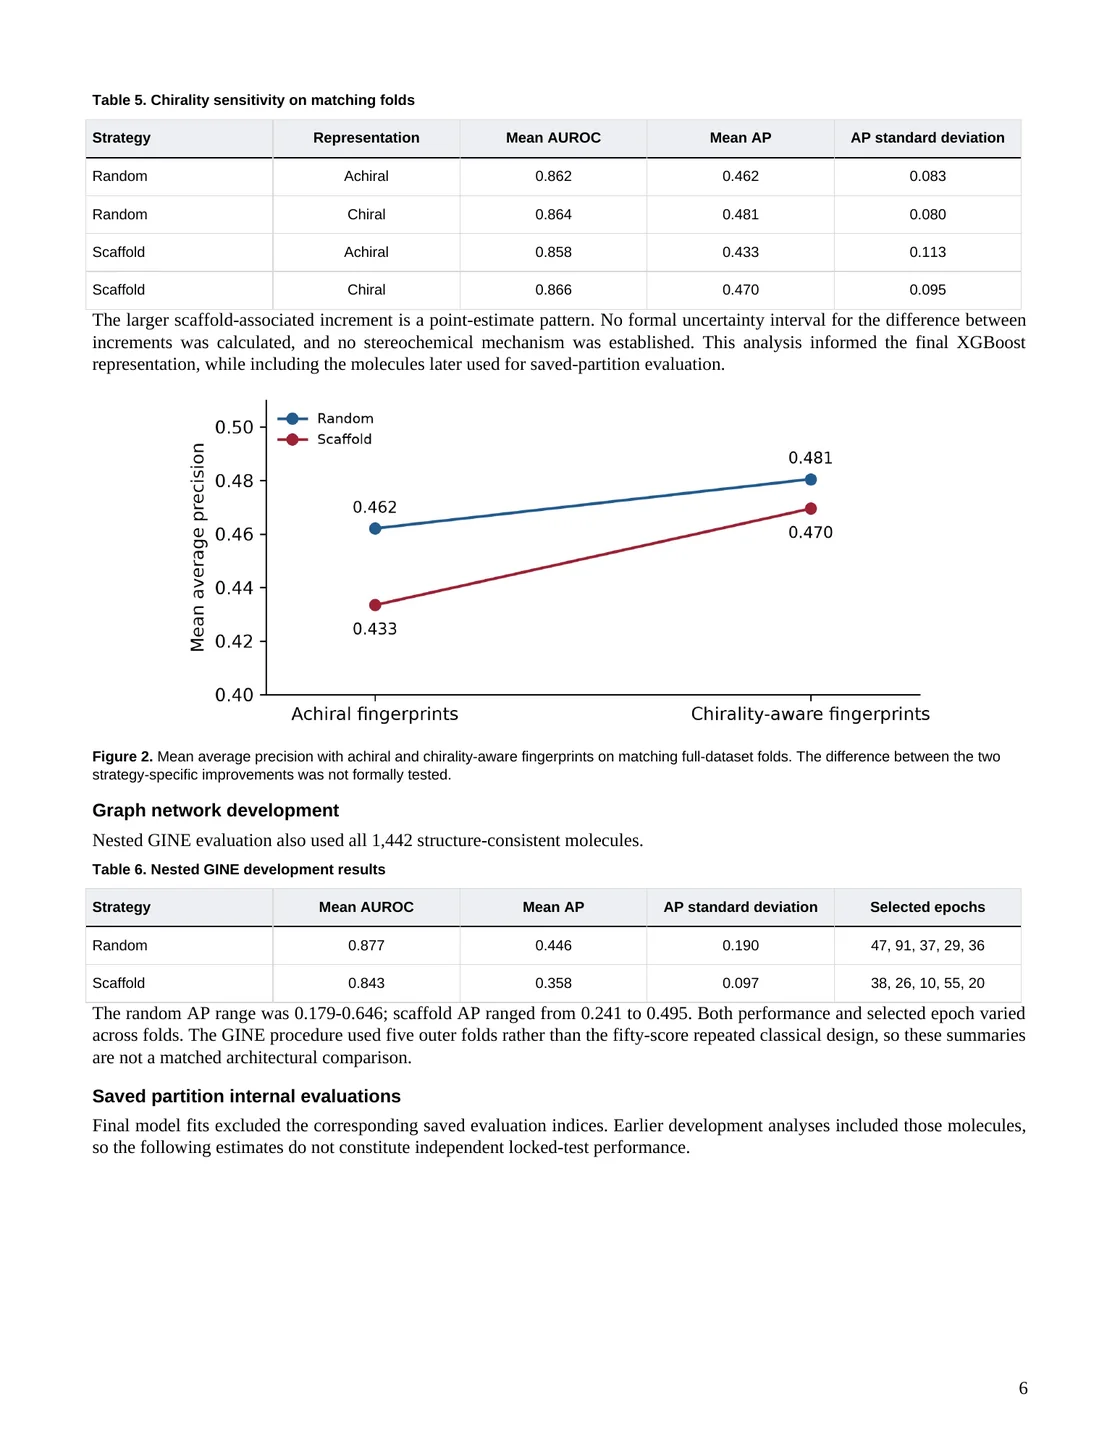 Table 5. Chirality sensitivity on matching folds
Strategy Representation Mean AUROC Mean AP AP standard deviation
Random Achiral 0.862 0.462 0.083
Random Chiral 0.864 0.481 0.080
Scaffold Achiral 0.858 0.433 0.113
Scaffold Chiral 0.866 0.470 0.095
The larger scaffold-associated increment is a point-estimate pattern. No formal uncertainty interval for the difference between
increments was calculated, and no stereochemical mechanism was established. This analysis informed the final XGBoost
representation, while including the molecules later used for saved-partition evaluation.
Random
Scaffold
Mean average precision
0.50
0.48
0.46
0.44
0.42
0.40
0.462
0.481
0.433
0.470
Achiral fingerprints Chirality-aware fingerprints
Figure 2. Mean average precision with achiral and chirality-aware fingerprints on matching full-dataset folds. The difference between the two
strategy-specific improvements was not formally tested.
Graph network development
Nested GINE evaluation also used all 1,442 structure-consistent molecules.
Table 6. Nested GINE development results
Strategy Mean AUROC Mean AP AP standard deviation Selected epochs
Random 0.877 0.446 0.190 47, 91, 37, 29, 36
Scaffold 0.843 0.358 0.097 38, 26, 10, 55, 20
The random AP range was 0.179-0.646; scaffold AP ranged from 0.241 to 0.495. Both performance and selected epoch varied
across folds. The GINE procedure used five outer folds rather than the fifty-score repeated classical design, so these summaries
are not a matched architectural comparison.
Saved partition internal evaluations
Final model fits excluded the corresponding saved evaluation indices. Earlier development analyses included those molecules,
so the following estimates do not constitute independent locked-test performance.
6